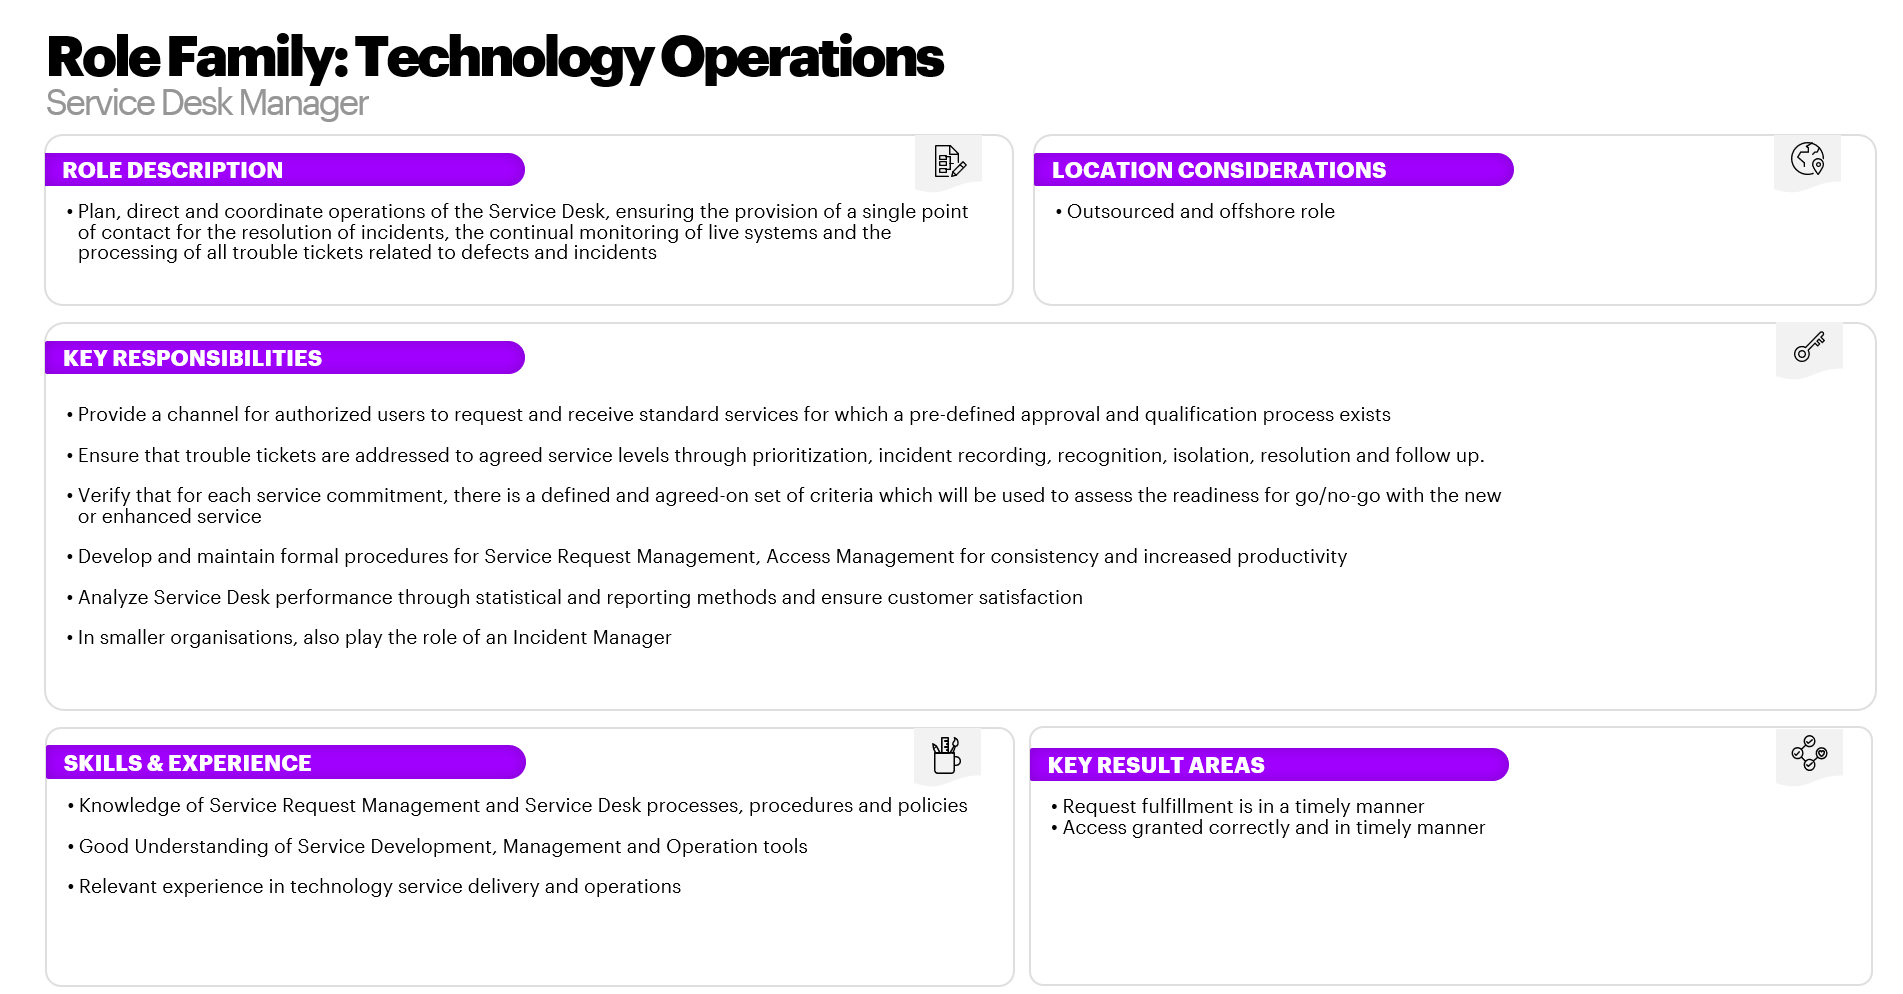 Role Family: Technology Operations
Service Desk Manager
ROLE DESCRIPTION
• Plan, direct and coordinate operations of the Service Desk, ensuring the provision of a single point
of contact for the resolution of incidents, the continual monitoring of live systems and the
processing of all trouble tickets related to defects and incidents
LOCATION CONSIDERATIONS
• Outsourced and offshore role
KEY RESPONSIBILITIES
• Provide a channel for authorized users to request and receive standard services for which a pre-defined approval and qualification process exists
• Ensure that trouble tickets are addressed to agreed service levels through prioritization, incident recording, recognition, isolation, resolution and follow up.
• Verify that for each service commitment, there is a defined and agreed-on set of criteria which will be used to assess the readiness for go/no-go with the new
or enhanced service
• Develop and maintain formal procedures for Service Request Management, Access Management for consistency and increased productivity
• Analyze Service Desk performance through statistical and reporting methods and ensure customer satisfaction
• In smaller organisations, also play the role of an Incident Manager
SKILLS & EXPERIENCE
• Knowledge of Service Request Management and Service Desk processes, procedures and policies
• Good Understanding of Service Development, Management and Operation tools
• Relevant experience in technology service delivery and operations
KEY RESULT AREAS
• Request fulfillment is in a timely manner
• Access granted correctly and in timely manner